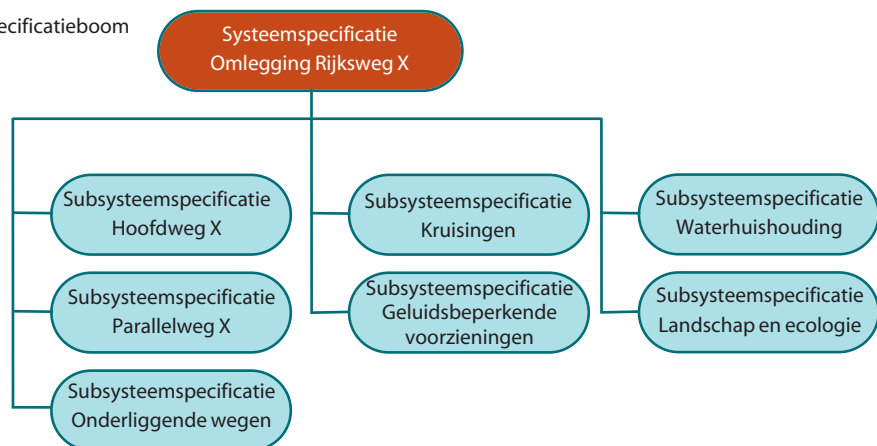 ecificatieboom
Systeemspecificatie
Omlegging Rijksweg X
Subsysteemspecificatie
Hoofdweg X
Subsysteemspecificatie
Parallelweg X
Subsysteemspecificatie
Onderliggende wegen
Subsysteemspecificatie
Kruisingen
Subsysteemspecificatie
Geluidsbeperkende
voorzieningen
Subsysteemspecificatie
Waterhuishouding
Subsysteemspecificatie
Landschap en ecologie